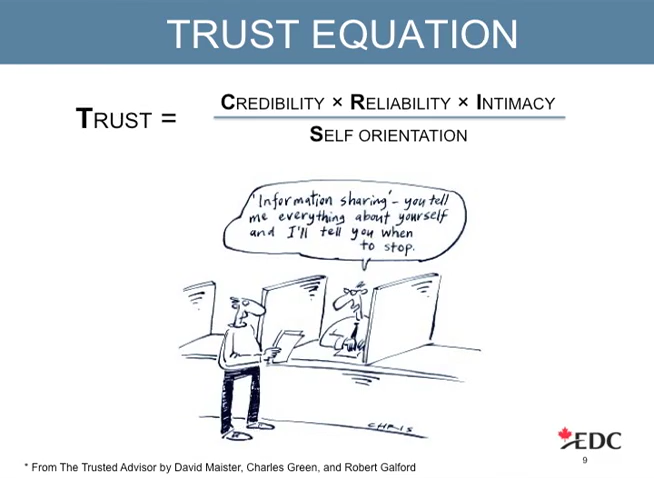 TRUST EQUATION
TRUST =
CREDIBILITY × RELIABILITY × INTIMACY
SELF ORIENTATION
'Information sharing' - you tell
me everything about yourself
and I'll tell you when
to stop.
CHRIS
EDC
9
* From The Trusted Advisor by David Maister, Charles Green, and Robert Galford